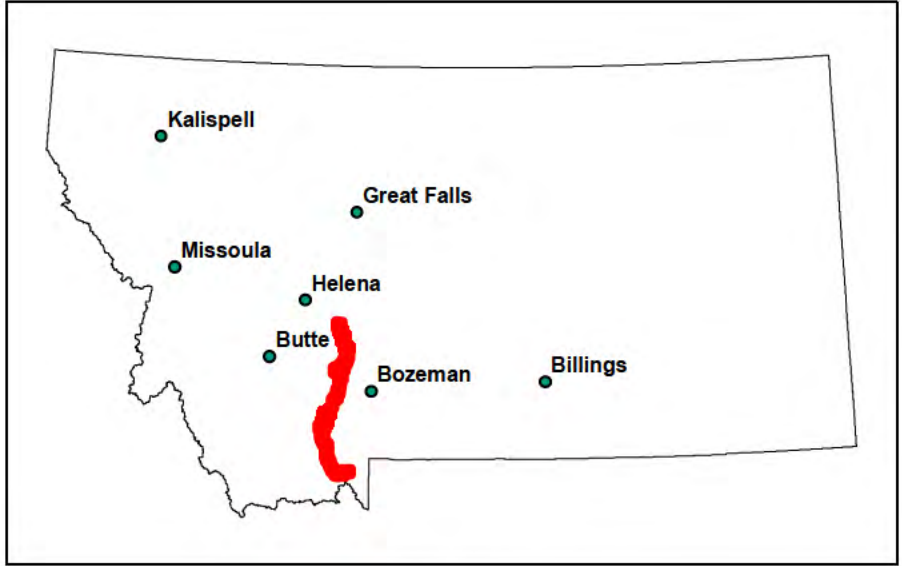 Kalispell
Great Falls
Missoula
Helena
Butte
Bozeman
Billings